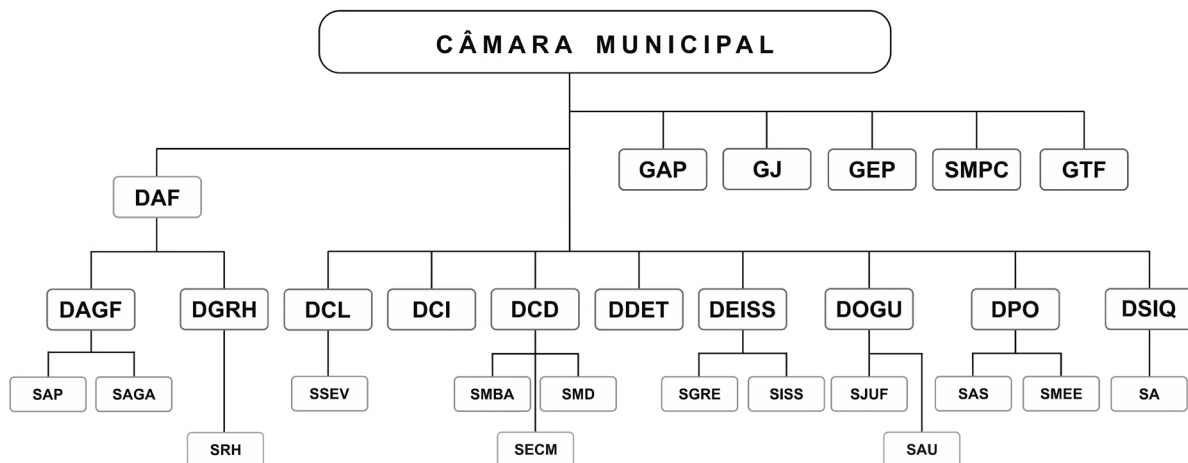 CÂMARA MUNICIPAL
GAP GJ GEP SMPC GTF
DAF
DAGF DGRH DCL DCI DCD DDET DEISS DOGU DPO DSIQ
SAP SAGA SSEV SMBA SMD SGRE SISS SJUF SAS SMEE SA
SRH SECM SAU